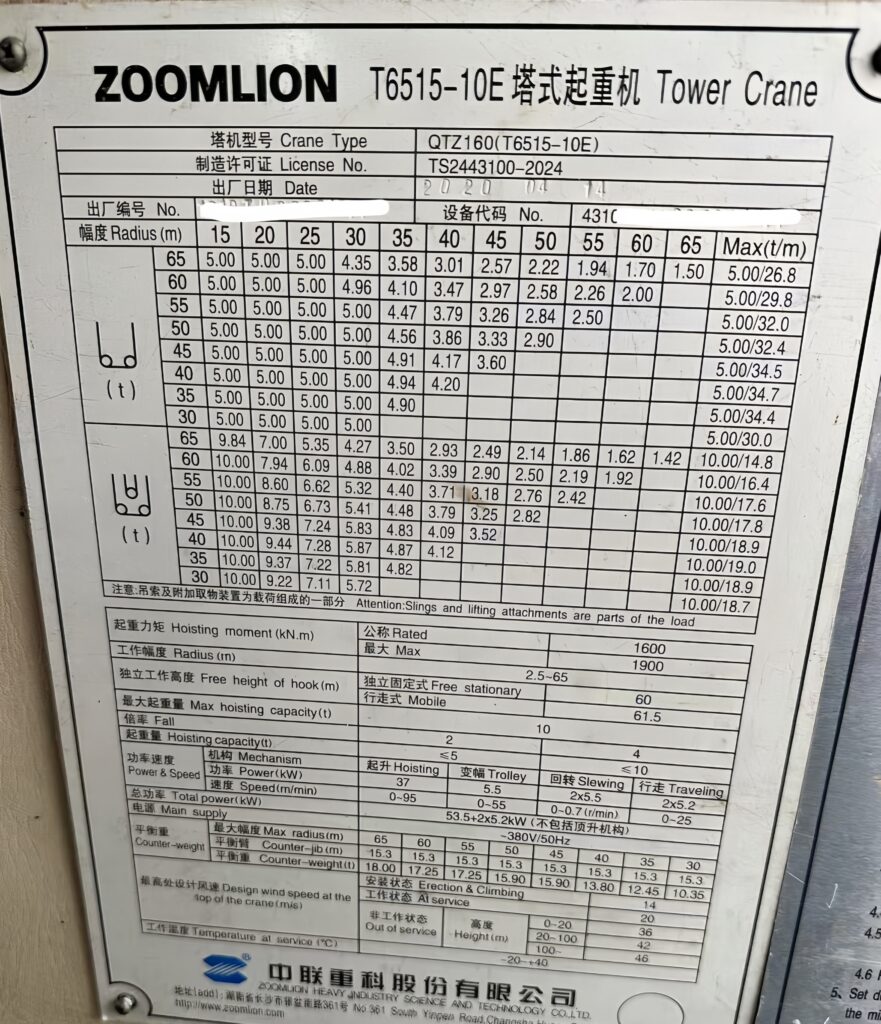 ZOOMLION T6515-10E 塔式起重机 Tower Crane
塔机型号 Crane Type QTZ160(T6515-10E)
制造许可证 License No. TS2443100-2024
出厂日期 Date 2020 04 14
出厂编号 No. 设备代码 No. 4310
幅度 Radius(m) 15 20 25 30 35 40 45 50 55 60 65 Max(t/m)
65 5.00 5.00 5.00 4.35 3.58 3.01 2.57 2.22 1.94 1.70 1.50 5.00/26.8
60 5.00 5.00 5.00 4.96 4.10 3.47 2.97 2.58 2.26 2.00 5.00/29.8
55 5.00 5.00 5.00 5.00 4.47 3.79 3.26 2.84 2.50 5.00/32.0
50 5.00 5.00 5.00 5.00 4.56 3.86 3.33 2.90 5.00/32.4
45 5.00 5.00 5.00 5.00 4.91 4.17 3.60 5.00/34.5
40 5.00 5.00 5.00 5.00 4.94 4.20 5.00/34.7
35 5.00 5.00 5.00 5.00 4.90 5.00/34.4
30 5.00 5.00 5.00 5.00 5.00/30.0
(t)
65 9.84 7.00 5.35 4.27 3.50 2.93 2.49 2.14 1.86 1.62 1.42 10.00/14.8
60 10.00 7.94 6.09 4.88 4.02 3.39 2.90 2.50 2.19 1.92 10.00/16.4
55 10.00 8.60 6.62 5.32 4.40 3.71 3.18 2.76 2.42 10.00/17.6
50 10.00 8.75 6.73 5.41 4.48 3.79 3.25 2.82 10.00/17.8
45 10.00 9.38 7.24 5.83 4.83 4.09 3.52 10.00/18.9
40 10.00 9.44 7.28 5.87 4.87 4.12 10.00/19.0
35 10.00 9.37 7.22 5.81 4.82 10.00/18.9
30 10.00 9.22 7.11 5.72 10.00/18.7
(t)
注意:吊索及附加取物装置为载荷组成的一部分 Attention:Slings and lifting attachments are parts of the load
起重力矩 Hoisting moment (kN.m) 公称 Rated 1600
最大 Max 1900
工作幅度 Radius (m) 2.5~65
独立工作高度 Free height of hook(m) 独立固定式 Free stationary 60
行走式 Mobile 61.5
最大起重量 Max hoisting capacity(t) 10
倍率 Fall 2 4
起重量 Hoisting capacity(t) ≤5 ≤10
功率速度 Power & Speed 机构 Mechanism 起升 Hoisting 变幅 Trolley 回转 Slewing 行走 Traveling
功率 Power(kW) 37 5.5 2x5.5 2x5.2
速度 Speed(m/min) 0~95 0~55 0~0.7(r/min) 0~25
总功率 Total power(kW) 53.5+2x5.2kW (不包括顶升机构)
电源 Main supply ~380V/50Hz
平衡重 Counter-weight 最大幅度 Max radius(m) 65 60 55 50 45 40 35 30
平衡臂 Counter-jib(m) 15.3 15.3 15.3 15.3 15.3 15.3 15.3 15.3
平衡重 Counter-weight(t) 18.00 17.25 17.25 15.90 15.90 13.80 12.45 10.35
最高处设计风速 Design wind speed at the top of the crane(m/s) 安装状态 Erection & Climbing 14
工作状态 At service 20
非工作状态 Out of service 高度 Height(m) 0~20 36
20~100 42
100~ 46
工作温度 Temperature at service (℃) -20~+40
中联重科股份有限公司
ZOOMLION HEAVY INDUSTRY SCIENCE AND TECHNOLOGY CO.,LTD.
地址(add): 湖南省长沙市银盆南路361号 No 361 South Yinpen Road,Changsha
http://www.zoomlion.com
4.5
4.6
5. Set
the